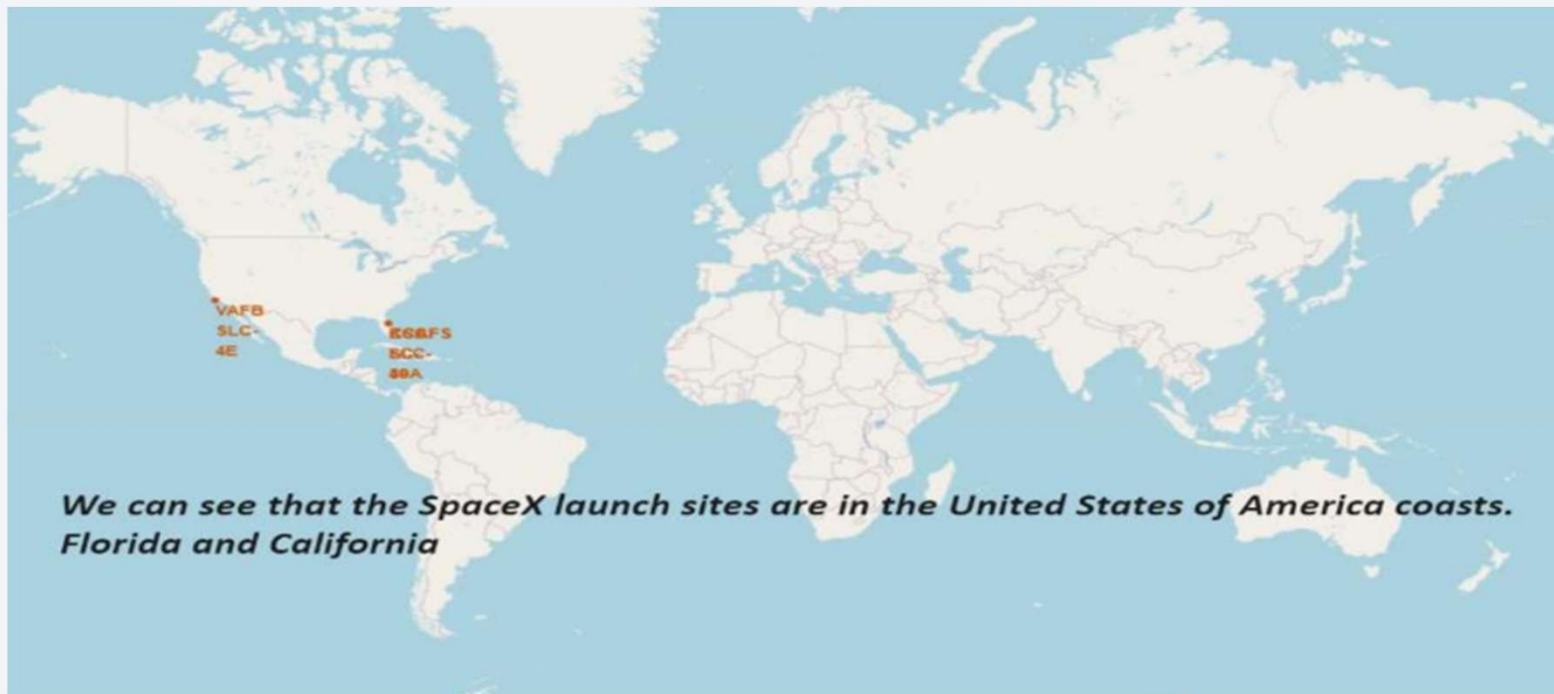 VAFB
SLC-
4E
We can see that the SpaceX launch sites are in the United States of America coasts.
Florida and California